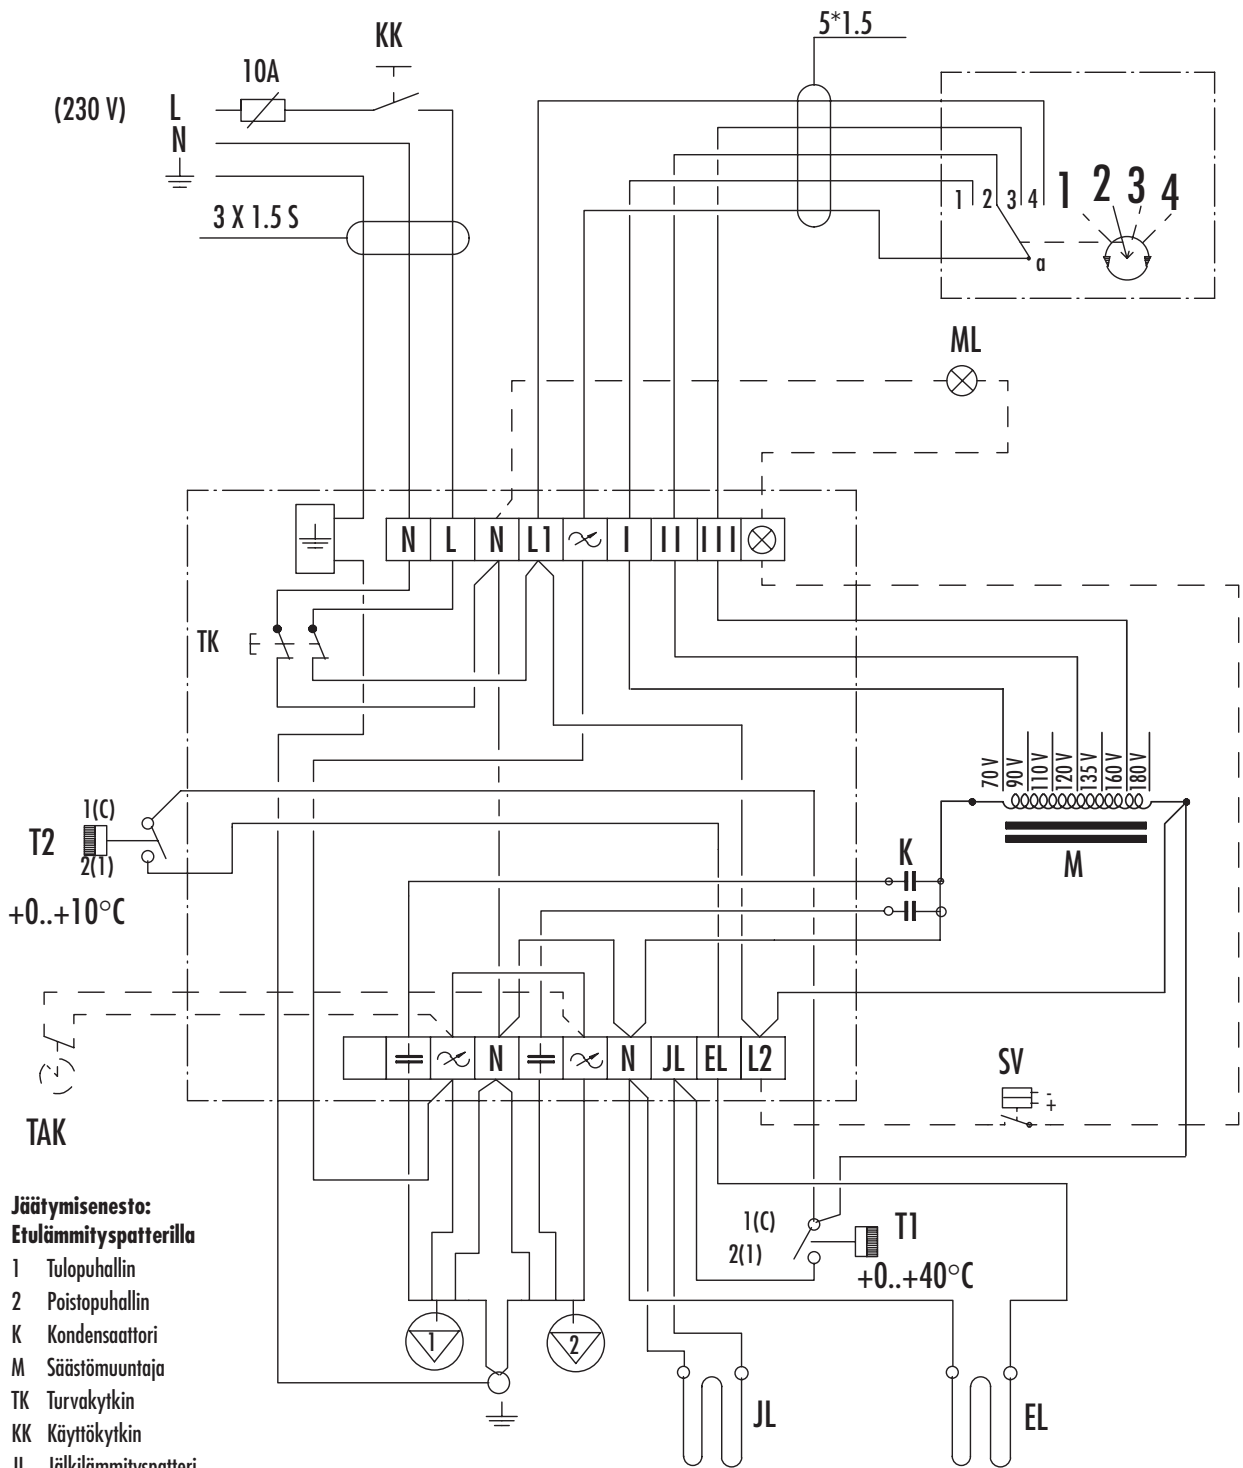 KK
5*1.5
10A
(230 V)
L
N
3 X 1.5 S
1 2 3 4
1 2 3 4
a
ML
N L N L1 I II III
TK
70 V
90 V
110 V
120 V
135 V
160 V
180 V
1(C)
T2
2(1)
+0..+10°C
K
M
N N JL EL L2
SV
-
+
TAK
1(C)
T1
2(1)
+0..+40°C
1
2
JL
EL
Jäätymisenesto:
Etulämmityspatterilla
1 Tulopuhallin
2 Poistopuhallin
K Kondensaattori
M Säästömuuntaja
TK Turvakytkin
KK Käyttökytkin
JL Jälkilämmityspatteri